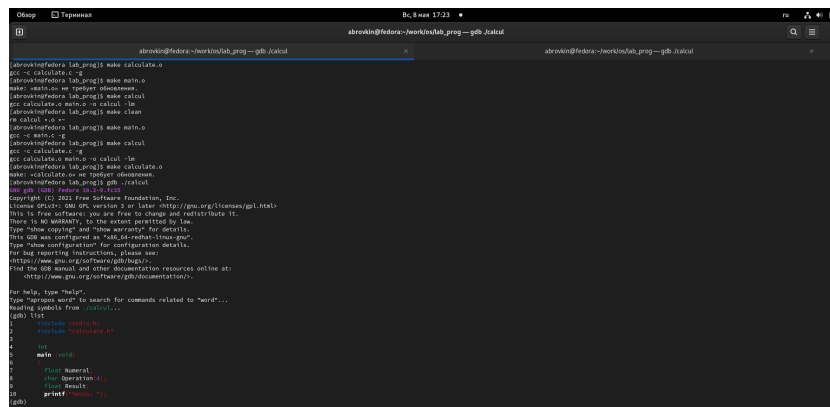 Обзор
Терминал
Вс, 8 мая 17:23
ru
abrovkin@fedora:~/work/os/lab_prog — gdb ./calcul
abrovkin@fedora:~/work/os/lab_prog — gdb ./calcul ×
abrovkin@fedora:~/work/os/lab_prog — gdb ./calcul ×
[abrovkin@fedora lab_prog]$ make calculate.o
gcc -c calculate.c -g
[abrovkin@fedora lab_prog]$ make main.o
make: «main.o» не требует обновления.
[abrovkin@fedora lab_prog]$ make calcul
gcc calculate.o main.o -o calcul -lm
[abrovkin@fedora lab_prog]$ make clean
rm calcul *.o *~
[abrovkin@fedora lab_prog]$ make main.o
gcc -c main.c -g
[abrovkin@fedora lab_prog]$ make calcul
gcc -c calculate.c -g
gcc calculate.o main.o -o calcul -lm
[abrovkin@fedora lab_prog]$ make calculate.o
make: «calculate.o» не требует обновления.
[abrovkin@fedora lab_prog]$ gdb ./calcul
GNU gdb (GDB) Fedora 10.2-9.fc35
Copyright (C) 2021 Free Software Foundation, Inc.
License GPLv3+: GNU GPL version 3 or later <http://gnu.org/licenses/gpl.html>
This is free software: you are free to change and redistribute it.
There is NO WARRANTY, to the extent permitted by law.
Type "show copying" and "show warranty" for details.
This GDB was configured as "x86_64-redhat-linux-gnu".
Type "show configuration" for configuration details.
For bug reporting instructions, please see:
<https://www.gnu.org/software/gdb/bugs/>.
Find the GDB manual and other documentation resources online at:
<http://www.gnu.org/software/gdb/documentation/>.
For help, type "help".
Type "apropos word" to search for commands related to "word"...
Reading symbols from ./calcul...
(gdb) list
1 #include <stdio.h>
2 #include "calculate.h"
3
4 int
5 main (void)
6 {
7 float Numeral;
8 char Operation[4];
9 float Result;
10 printf("Число: ");
(gdb)